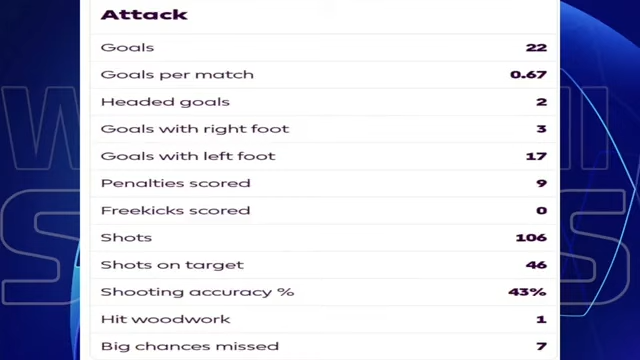 Attack
Goals 22
Goals per match 0.67
Headed goals 2
Goals with right foot 3
Goals with left foot 17
Penalties scored 9
Freekicks scored 0
Shots 106
Shots on target 46
Shooting accuracy % 43%
Hit woodwork 1
Big chances missed 7